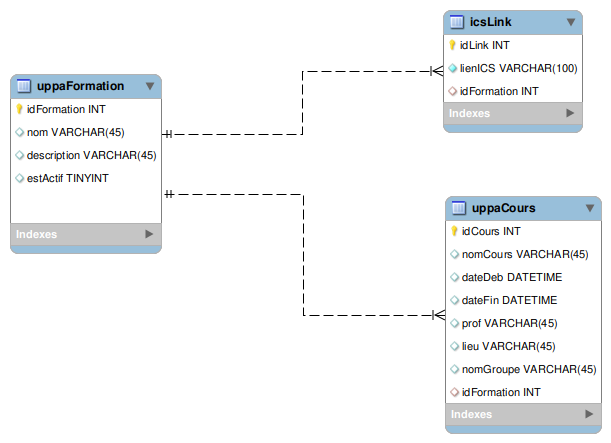 uppaFormation
idFormation INT
nom VARCHAR(45)
description VARCHAR(45)
estActif TINYINT
Indexes
icsLink
idLink INT
lienICS VARCHAR(100)
idFormation INT
Indexes
uppaCours
idCours INT
nomCours VARCHAR(45)
dateDeb DATETIME
dateFin DATETIME
prof VARCHAR(45)
lieu VARCHAR(45)
nomGroupe VARCHAR(45)
idFormation INT
Indexes